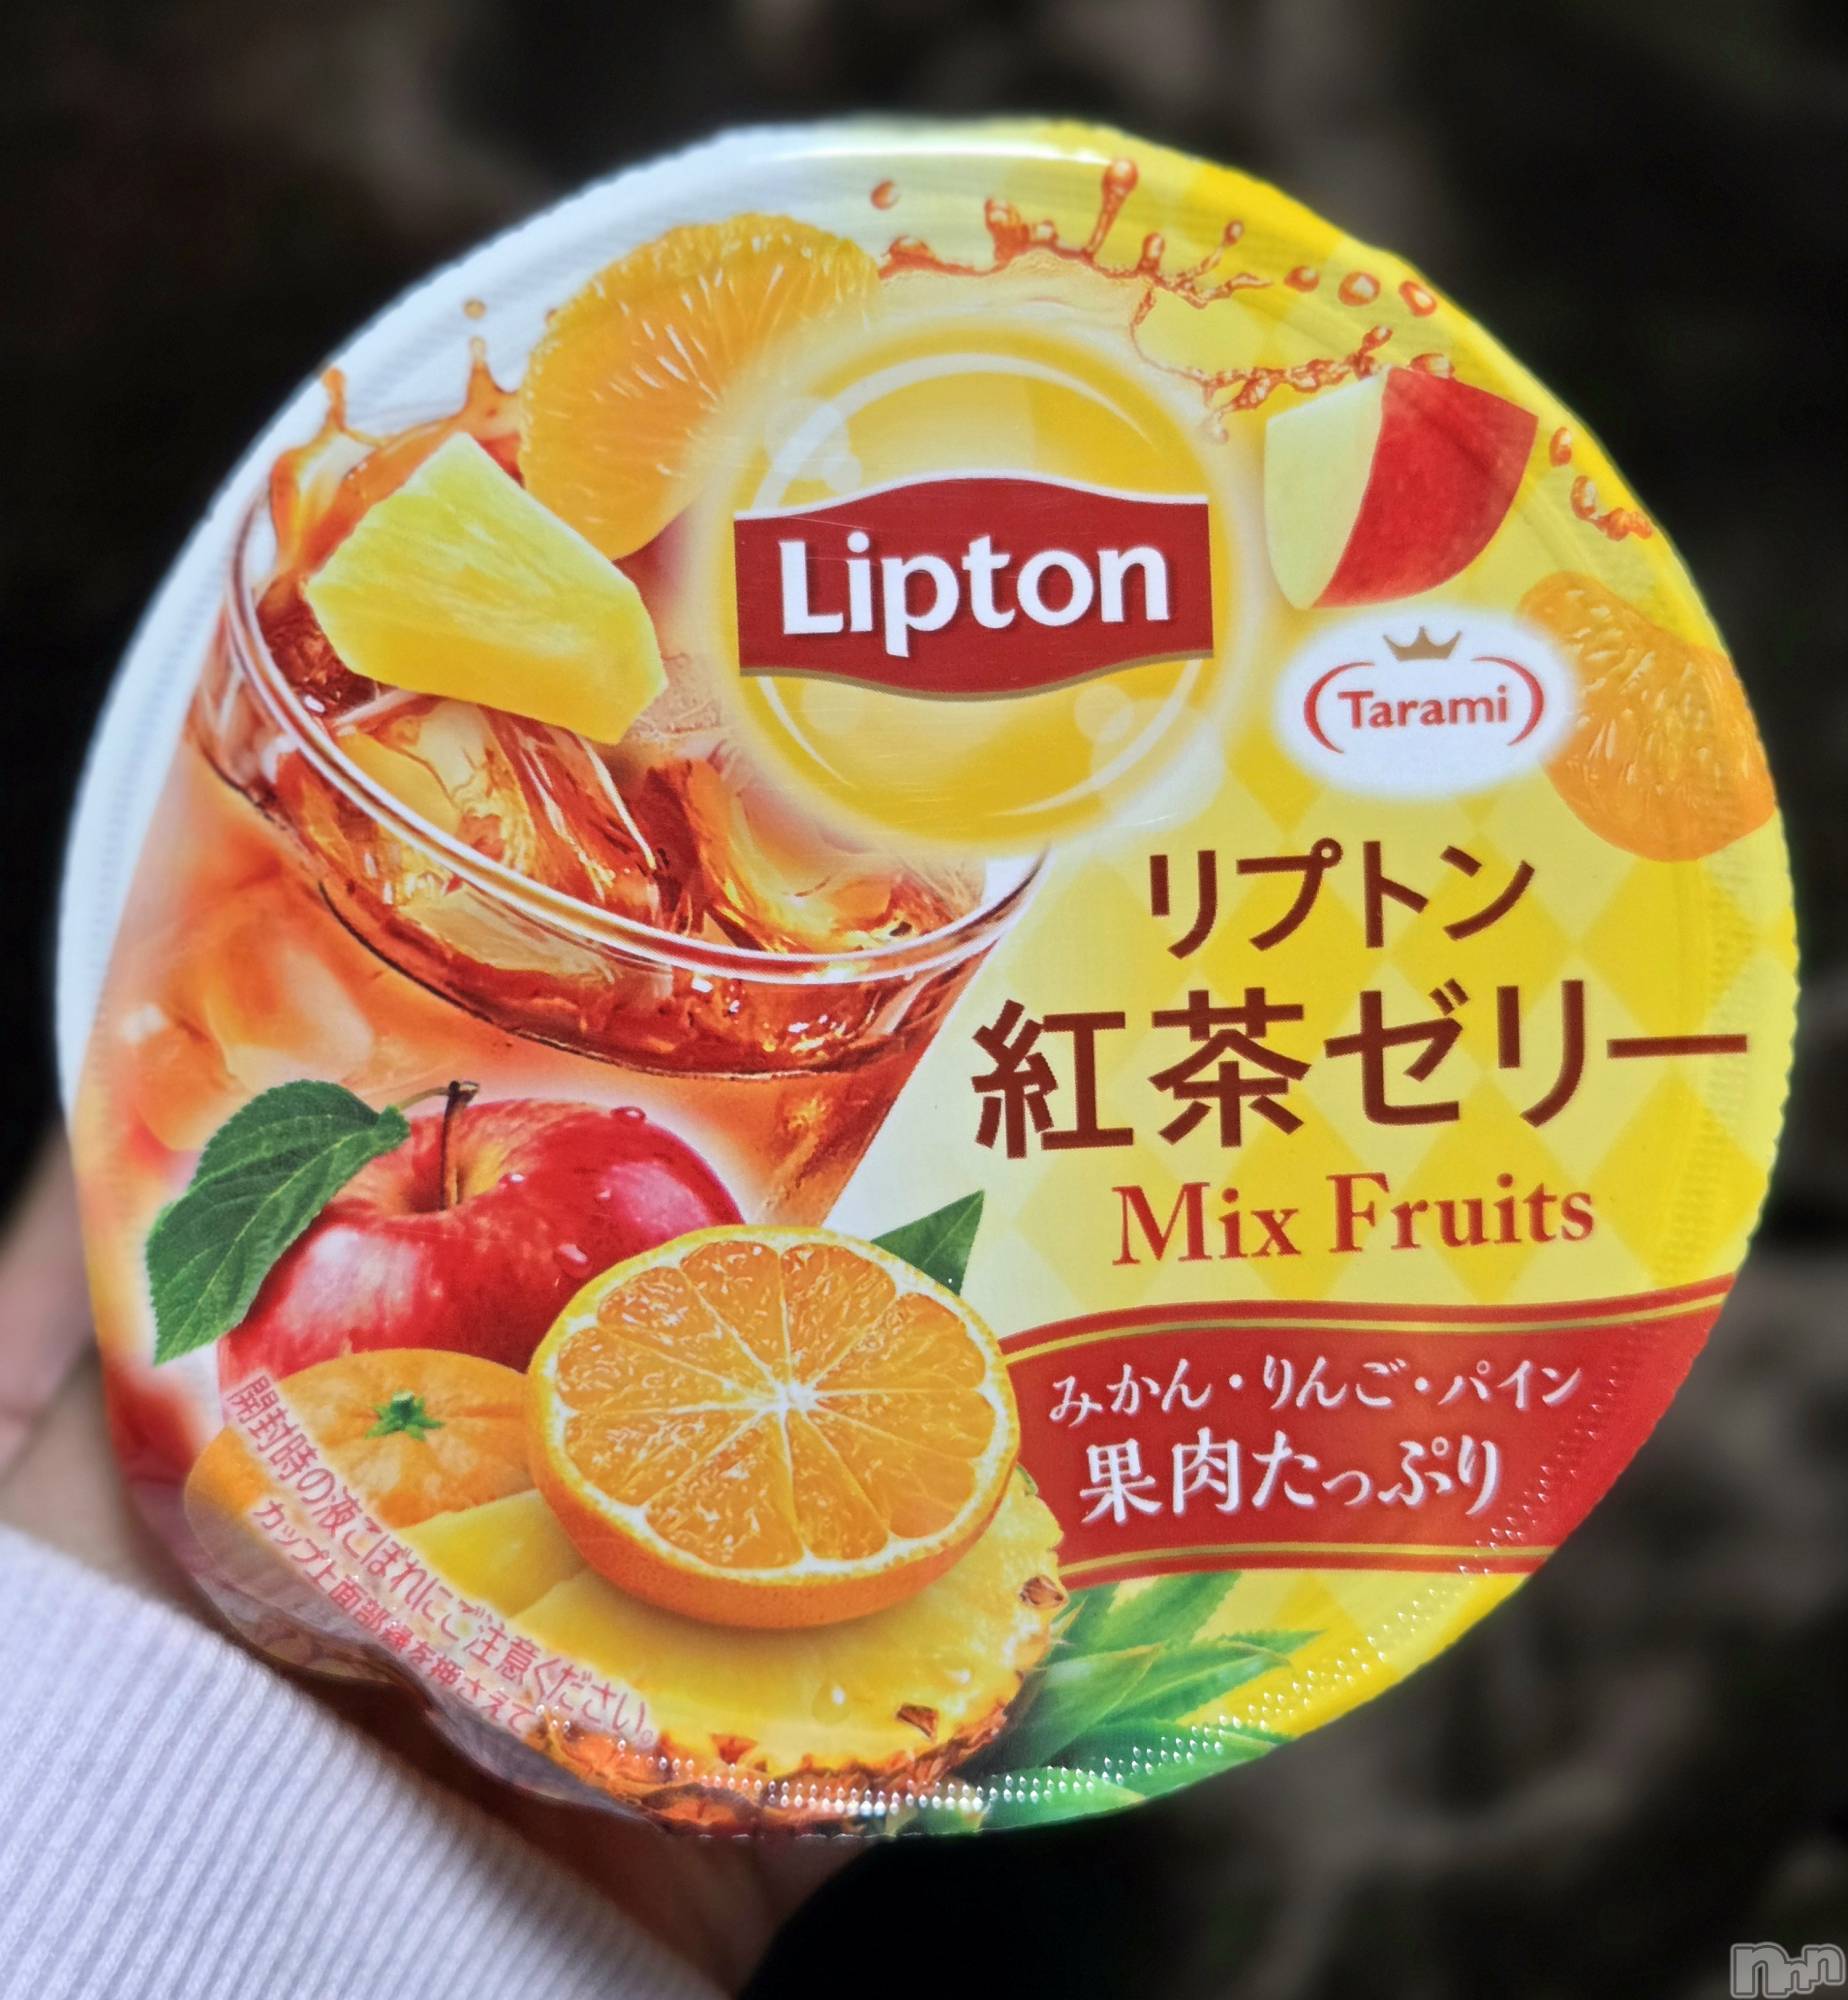 Lipton
Tarami
リプトン
紅茶ゼリー
Mix Fruits
みかん・りんご・パイン
果肉たっぷり
開封時の液こぼれにご注意ください。
カップ上面部縁を押さえて
nnn